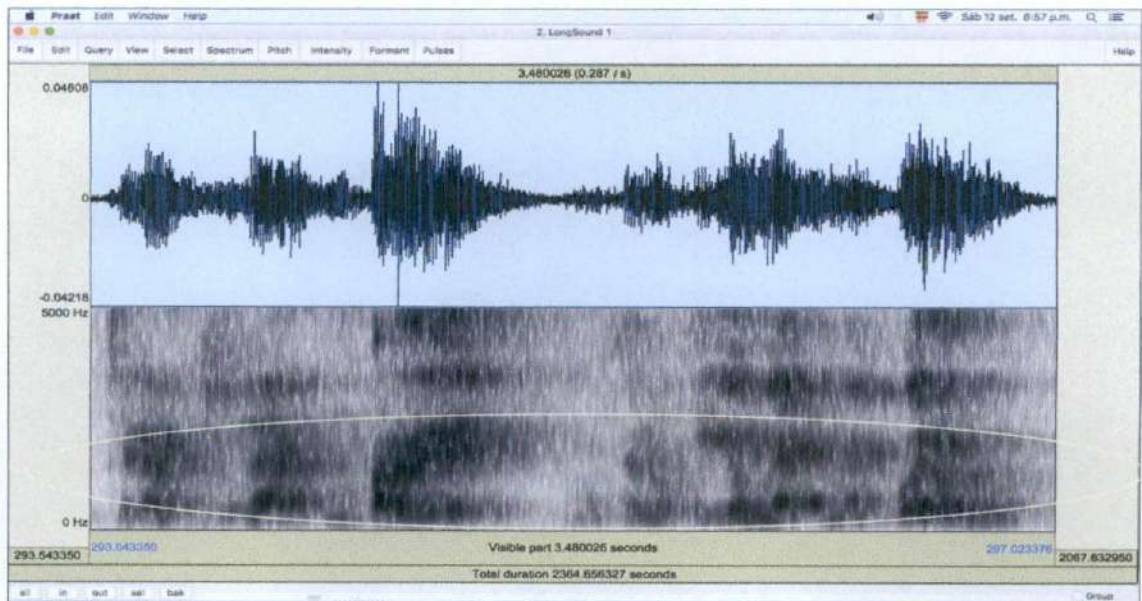 Praat Edit Window Help Sáb 12 set. 6:57 p.m.
2. LongSound 1
File Edit Query View Select Spectrum Pitch Intensity Formant Pulses Help
3.480026 (0.287 / s)
0.04608
0
-0.04218
5000 Hz
0 Hz
293.543350 Visible part 3.480026 seconds 297.023376
293.543350 2067.632950
Total duration 2364.656327 seconds
all in out sel bak Group